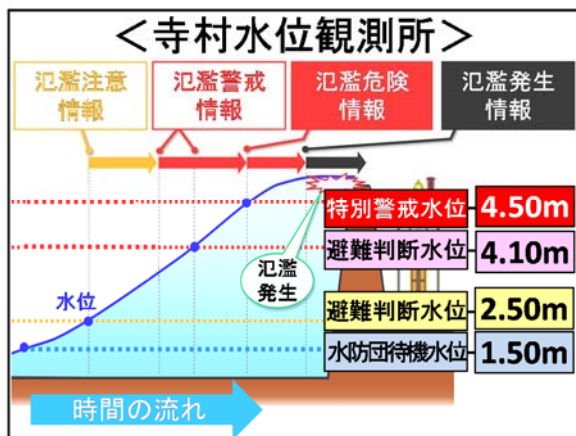 ＜寺村水位観測所＞
氾濫注意
情報
氾濫警戒
情報
氾濫危険
情報
氾濫発生
情報
特別警戒水位 4.50m
避難判断水位 4.10m
氾濫
発生
水位
避難判断水位 2.50m
水防団待機水位 1.50m
時間の流れ